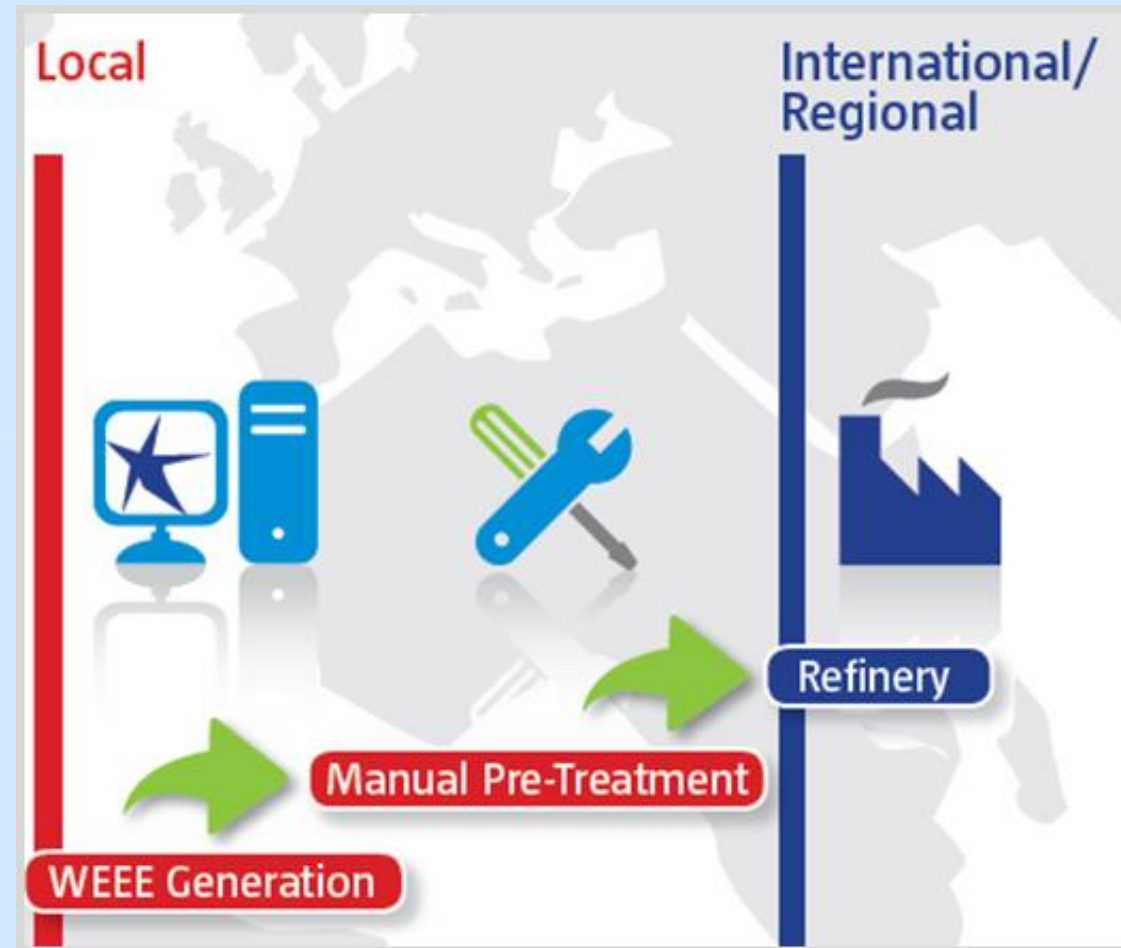 Local
International/
Regional
Refinery
Manual Pre-Treatment
WEEE Generation